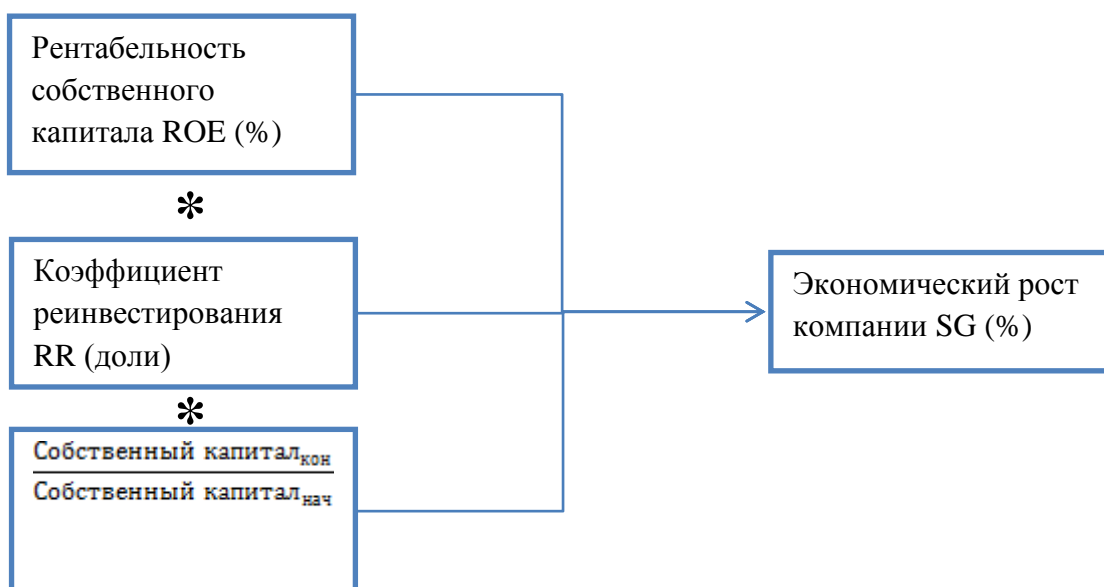 Рентабельность
собственного
капитала ROE (%)
*
Коэффициент
реинвестирования
RR (доли)
*
Собственный капитал кон
Собственный капитал нач
Экономический рост
компании SG (%)